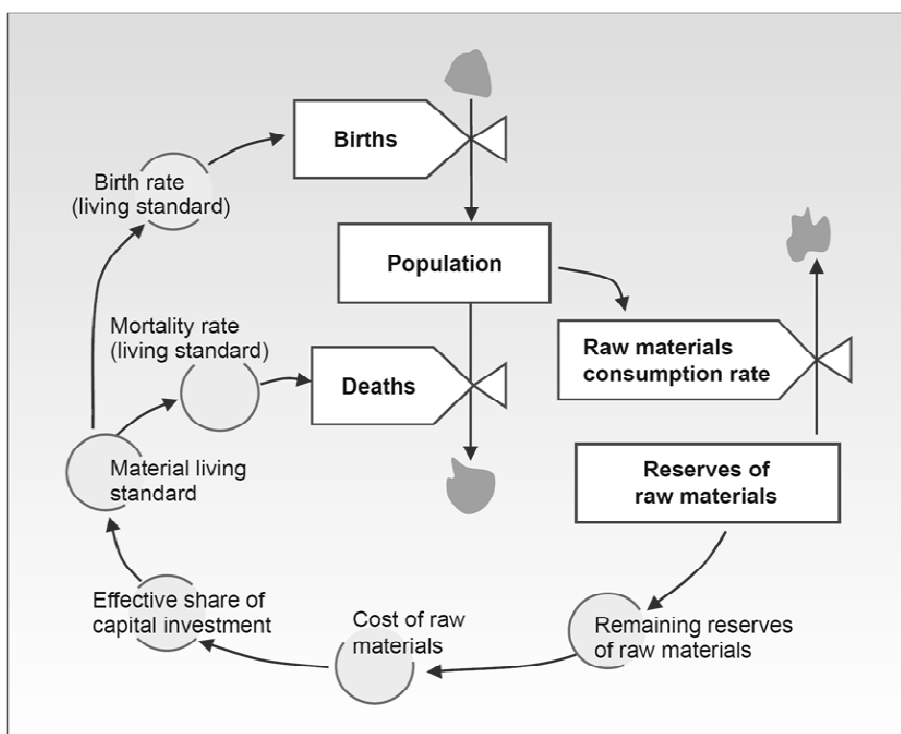 Births
Birth rate
(living standard)
Population
Mortality rate
(living standard)
Raw materials
consumption rate
Deaths
Material living
standard
Reserves of
raw materials
Effective share of
capital investment
Cost of raw
materials
Remaining reserves
of raw materials